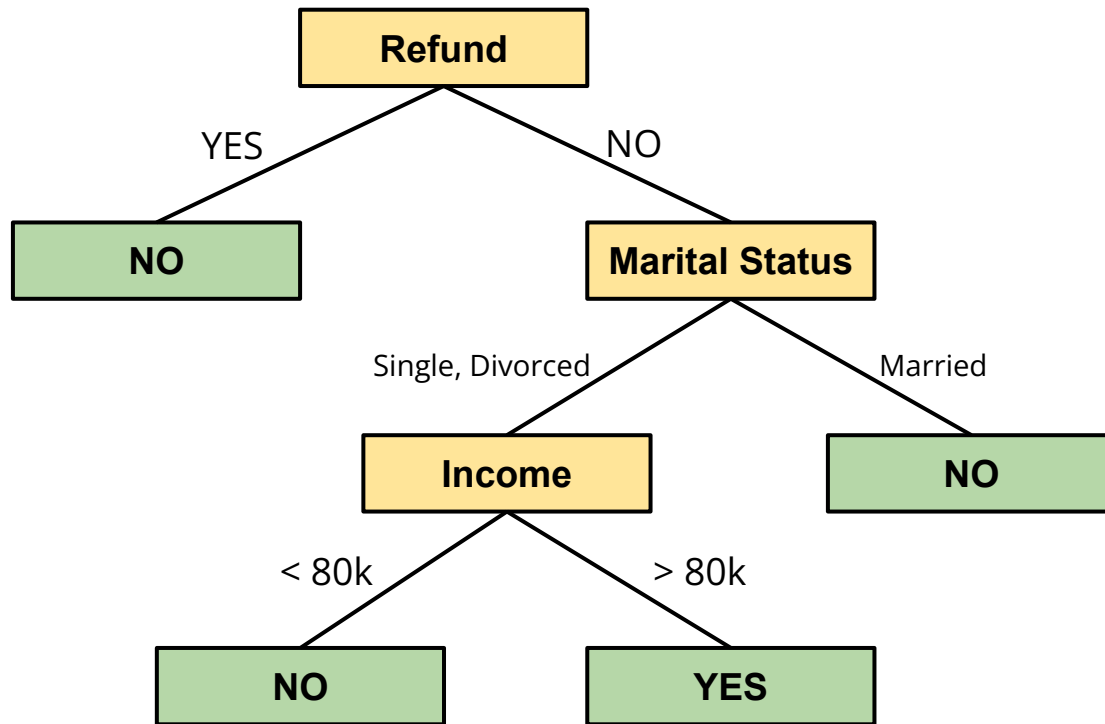 Refund
YES
NO
NO
Marital Status
Single, Divorced
Married
Income
NO
< 80k
> 80k
NO
YES